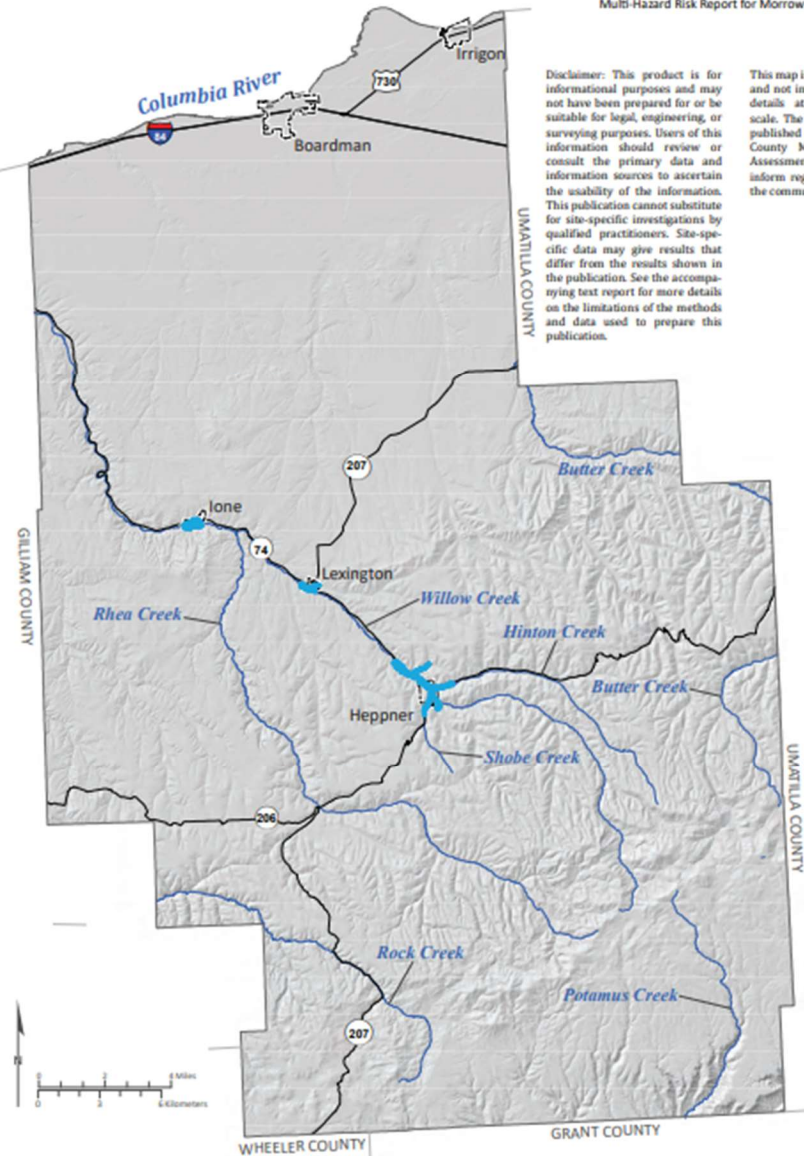 Multi-Hazard Risk Report for Morrow
Irrigon
730
Columbia River
84
Boardman
Disclaimer: This product is for
informational purposes and may
not have been prepared for or be
suitable for legal, engineering, or
surveying purposes. Users of this
information should review or
consult the primary data and
information sources to ascertain
the usability of the information.
This publication cannot substitute
for site-specific investigations by
qualified practitioners. Site-spe-
cific data may give results that
differ from the results shown in
the publication. See the accompa-
nying text report for more details
on the limitations of the methods
and data used to prepare this
publication.
This map i
and not in
details at
scale. The
published
County M
Assessmen
inform reg
the commu
UMATILLA COUNTY
207
Butter Creek
Ione
74
GILLIAM COUNTY
Lexington
Willow Creek
Rhea Creek
Hinton Creek
Butter Creek
Heppner
Shobe Creek
UMATILLA COUNTY
206
Rock Creek
Potamus Creek
207
N
0 2 4 Miles
0 3 6 Kilometers
WHEELER COUNTY
GRANT COUNTY